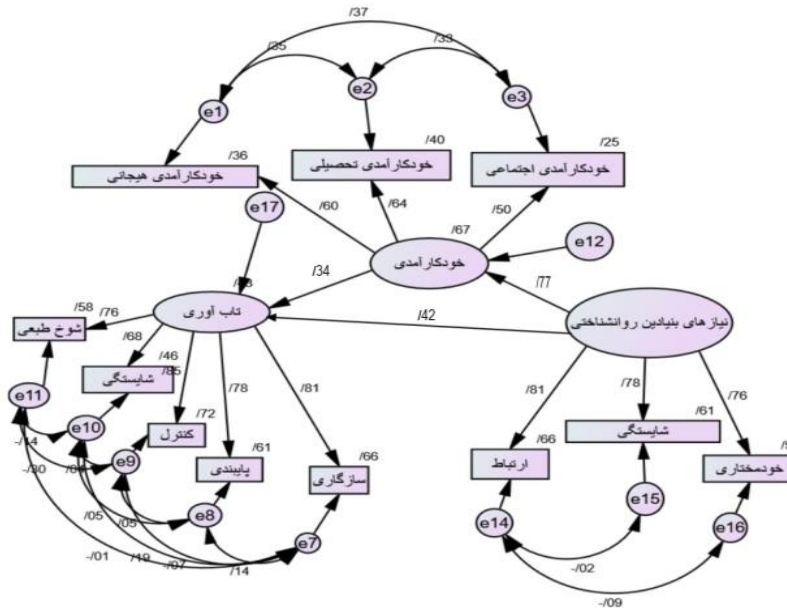 /37
/35
/33
e1
e2
e3
/36
/40
/25
خودکارآمدی هیجانی
خودکارآمدی تحصیلی
خودکارآمدی اجتماعی
e17
/60
/64
/50
/67
e12
خودکارآمدی
/34
/77
/58
/76
تاب آوری
/42
نیازهای بنیادین روانشناختی
شوخ طبعی
/68
/46
شایستگی
/85
/78
/81
/81
/78
/76
e11
e10
/72
کنترل
/61
پایبندی
/66
سازگاری
/66
ارتباط
/61
شایستگی
خودمختاری
-/14
-/30
e9
e8
e7
e14
e15
e16
/05
/05
-/01
/19
-/07
/14
-/02
-/09